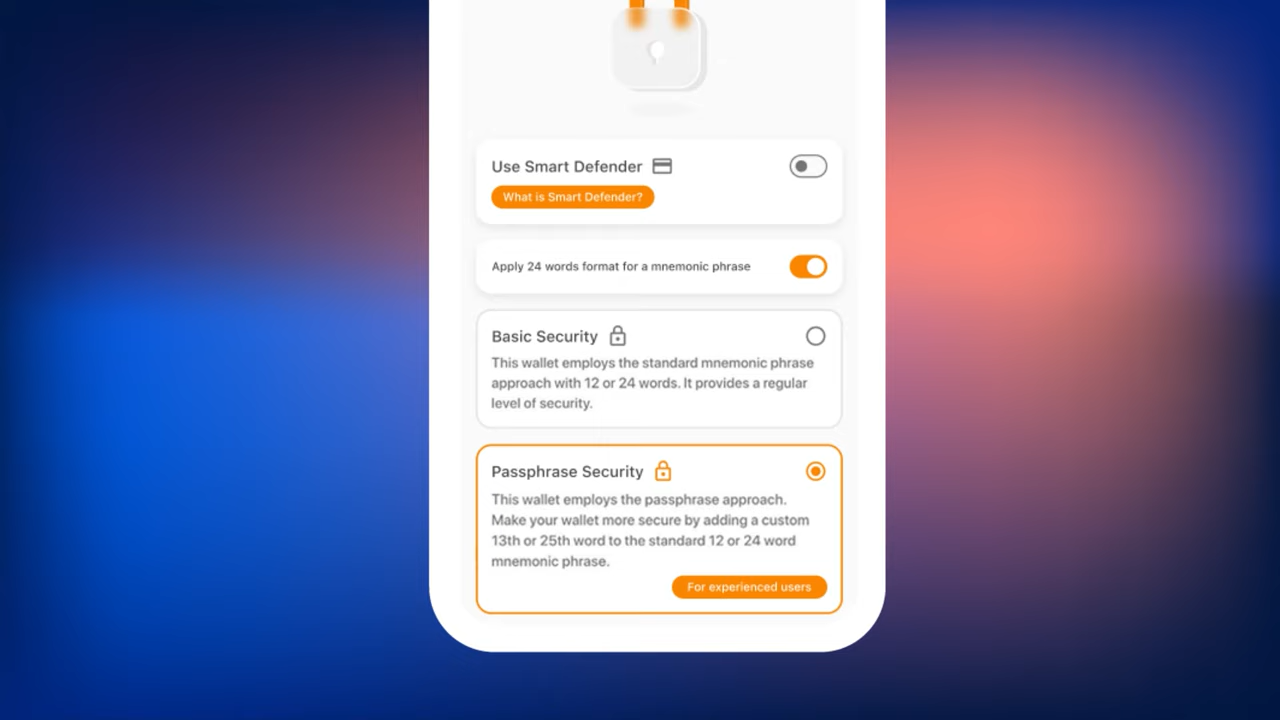 Use Smart Defender
What is Smart Defender?
Apply 24 words format for a mnemonic phrase
Basic Security
This wallet employs the standard mnemonic phrase
approach with 12 or 24 words. It provides a regular
level of security.
Passphrase Security
This wallet employs the passphrase approach.
Make your wallet more secure by adding a custom
13th or 25th word to the standard 12 or 24 word
mnemonic phrase.
For experienced users